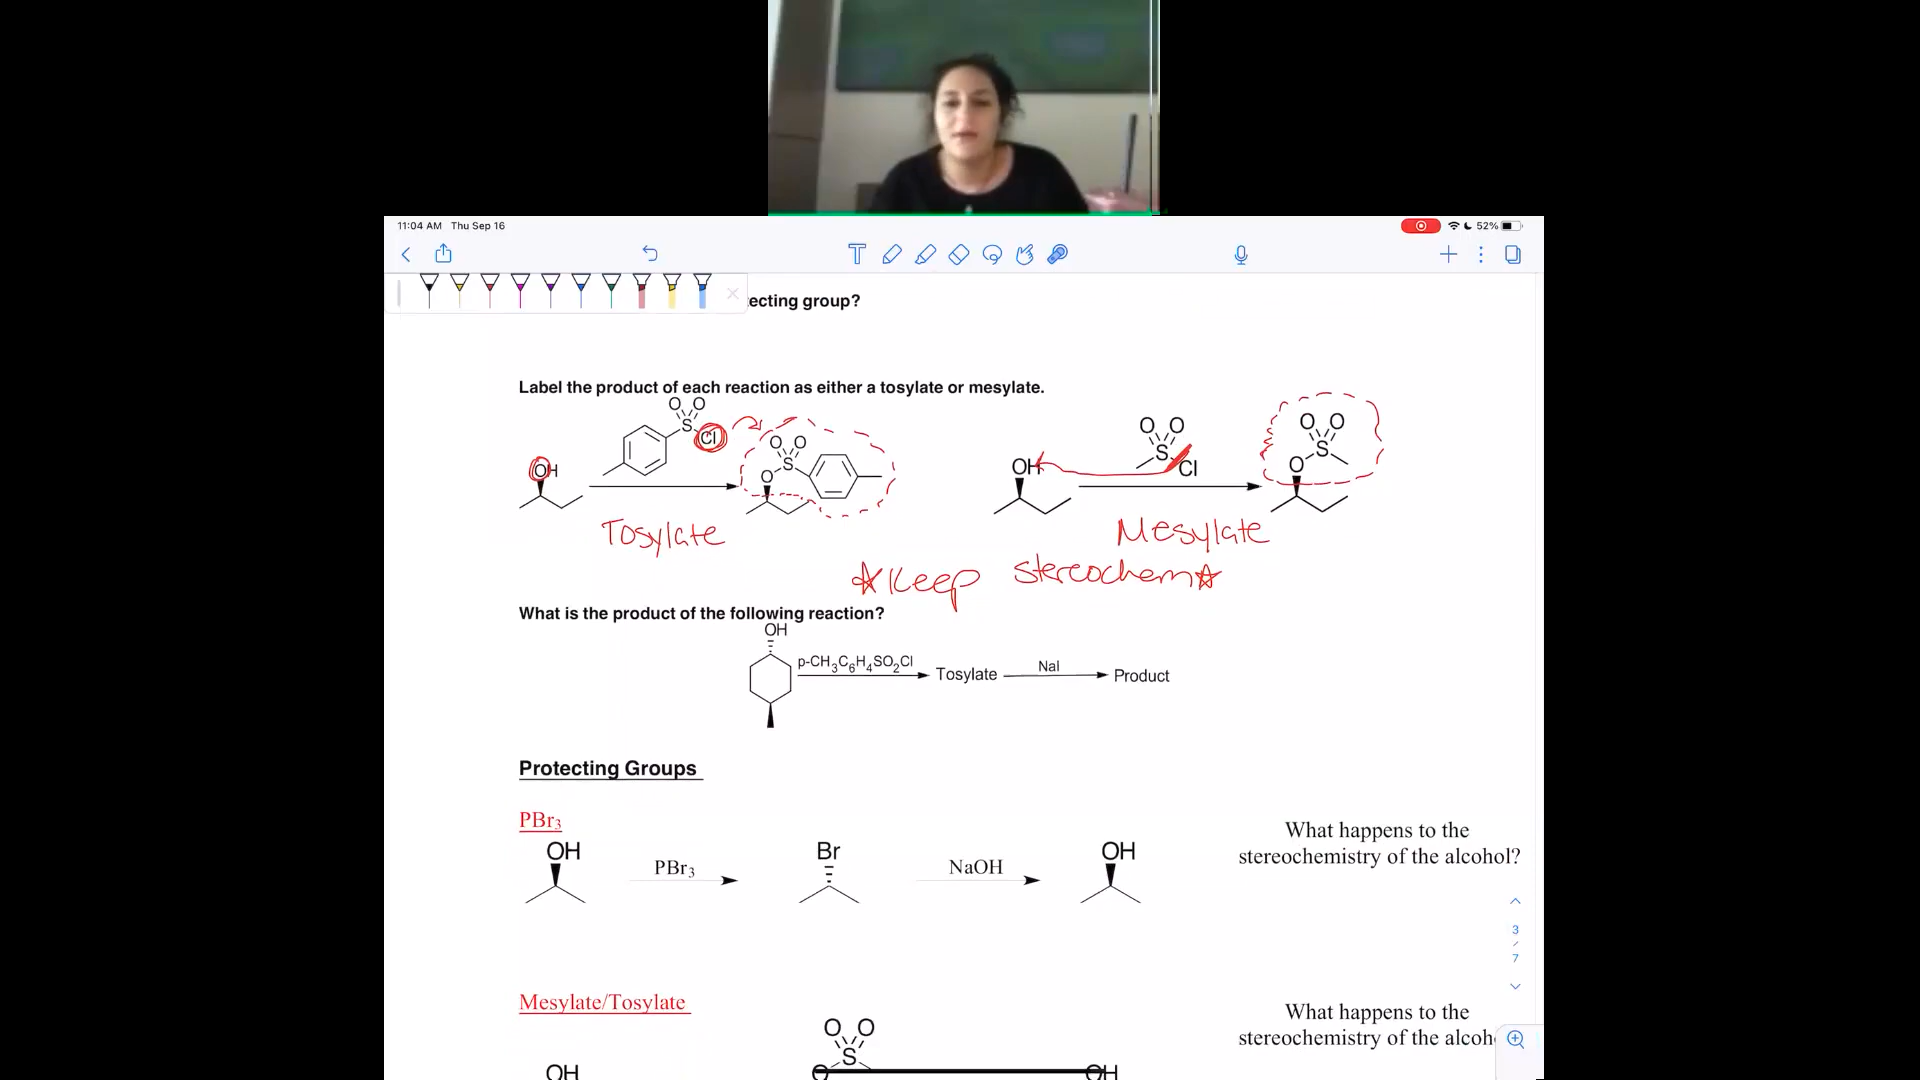 11:04 AM Thu Sep 16
52%
ecting group?
Label the product of each reaction as either a tosylate or mesylate.
O O
S
Cl
OH
O O
S
O
O O
S
Cl
OH
O O
S
O
Tosylate
Mesylate
☆Keep stereochem☆
What is the product of the following reaction?
OH
p-CH₃C₆H₄SO₂Cl
Tosylate
NaI
Product
Protecting Groups
PBr₃
OH
PBr₃
Br
NaOH
OH
What happens to the
stereochemistry of the alcohol?
3
/
7
Mesylate/Tosylate
What happens to the
stereochemistry of the alcoh
O O
S
OH
O
OH